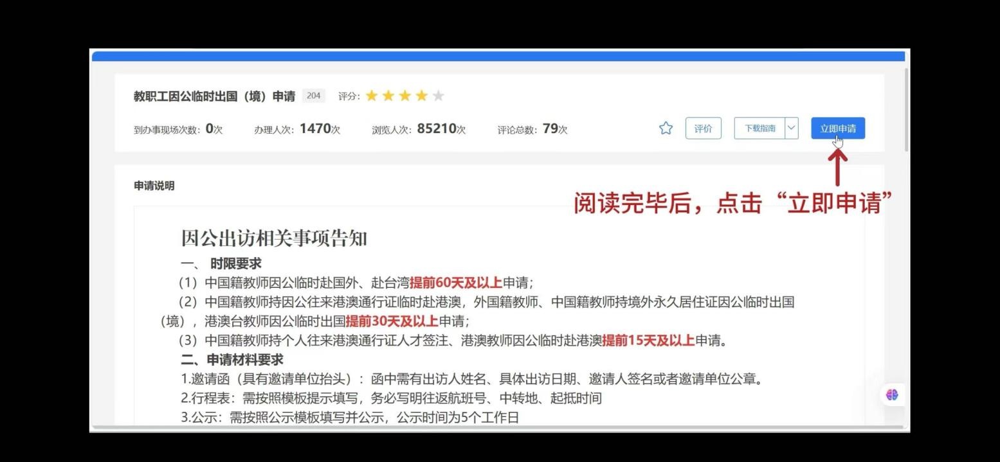 教职工因公临时出国（境）申请 204 评分：
到办事现场次数：0次 办理人次：1470次 浏览人次：85210次 评论总数：79次 评价 下载指南 立即申请
申请说明
阅读完毕后，点击“立即申请”
因公出访相关事项告知
一、 时限要求
（1）中国籍教师因公临时赴国外、赴台湾提前60天及以上申请；
（2）中国籍教师持因公往来港澳通行证临时赴港澳，外国籍教师、中国籍教师持境外永久居住证因公临时出国
（境），港澳台教师因公临时出国提前30天及以上申请；
（3）中国籍教师持个人往来港澳通行证人才签注、港澳教师因公临时赴港澳提前15天及以上申请。
二、申请材料要求
1.邀请函（具有邀请单位抬头）：函中需有出访人姓名、具体出访日期、邀请人签名或者邀请单位公章。
2.行程表：需按照模板提示填写，务必写明往返航班号、中转地、起抵时间
3.公示：需按照公示模板填写并公示，公示时间为5个工作日